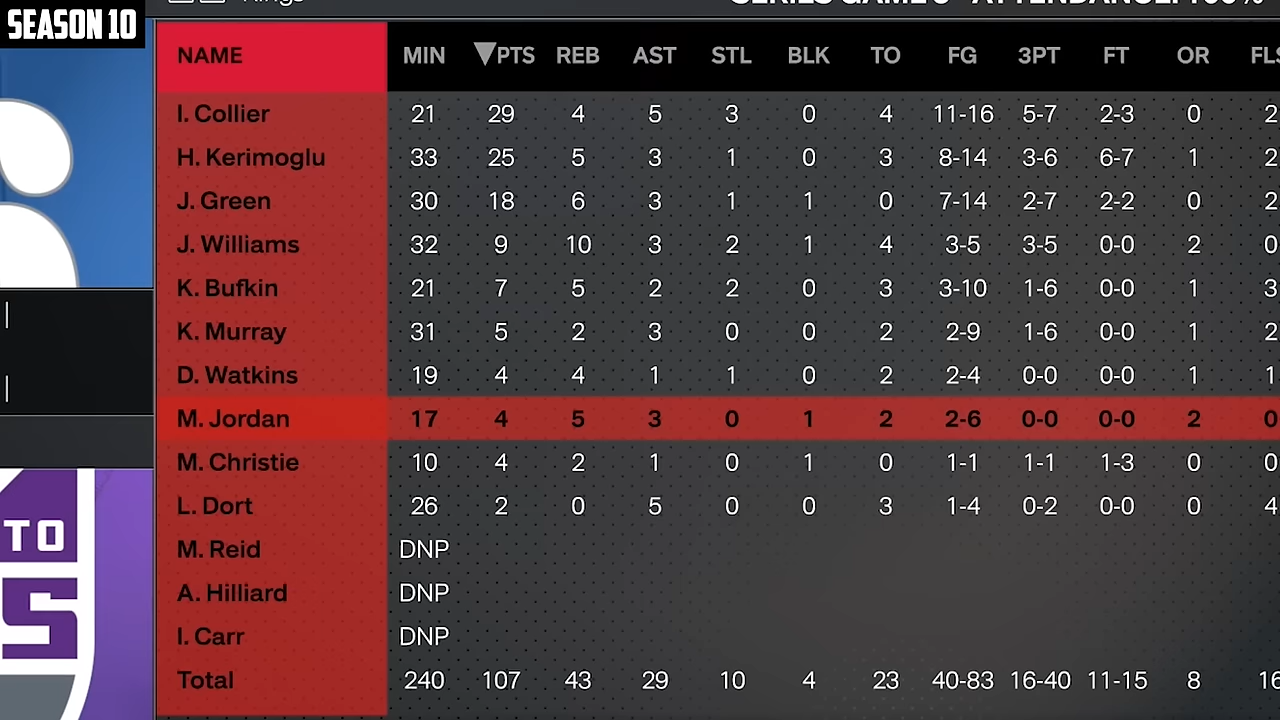 SEASON 10
Kings
NAME MIN ▼PTS REB AST STL BLK TO FG 3PT FT OR
I. Collier 21 29 4 5 3 0 4 11-16 5-7 2-3 0 2
H. Kerimoglu 33 25 5 3 1 0 3 8-14 3-6 6-7 1 2
J. Green 30 18 6 3 1 1 0 7-14 2-7 2-2 0 2
J. Williams 32 9 10 3 2 1 4 3-5 3-5 0-0 2 0
K. Bufkin 21 7 5 2 2 0 3 3-10 1-6 0-0 1 3
K. Murray 31 5 2 3 0 0 2 2-9 1-6 0-0 1 2
D. Watkins 19 4 4 1 1 0 2 2-4 0-0 0-0 1 1
M. Jordan 17 4 5 3 0 1 2 2-6 0-0 0-0 2 0
M. Christie 10 4 2 1 0 1 0 1-1 1-1 1-3 0 0
L. Dort 26 2 0 5 0 0 3 1-4 0-2 0-0 0 4
M. Reid DNP
A. Hilliard DNP
I. Carr DNP
Total 240 107 43 29 10 4 23 40-83 16-40 11-15 8 16
TO
S